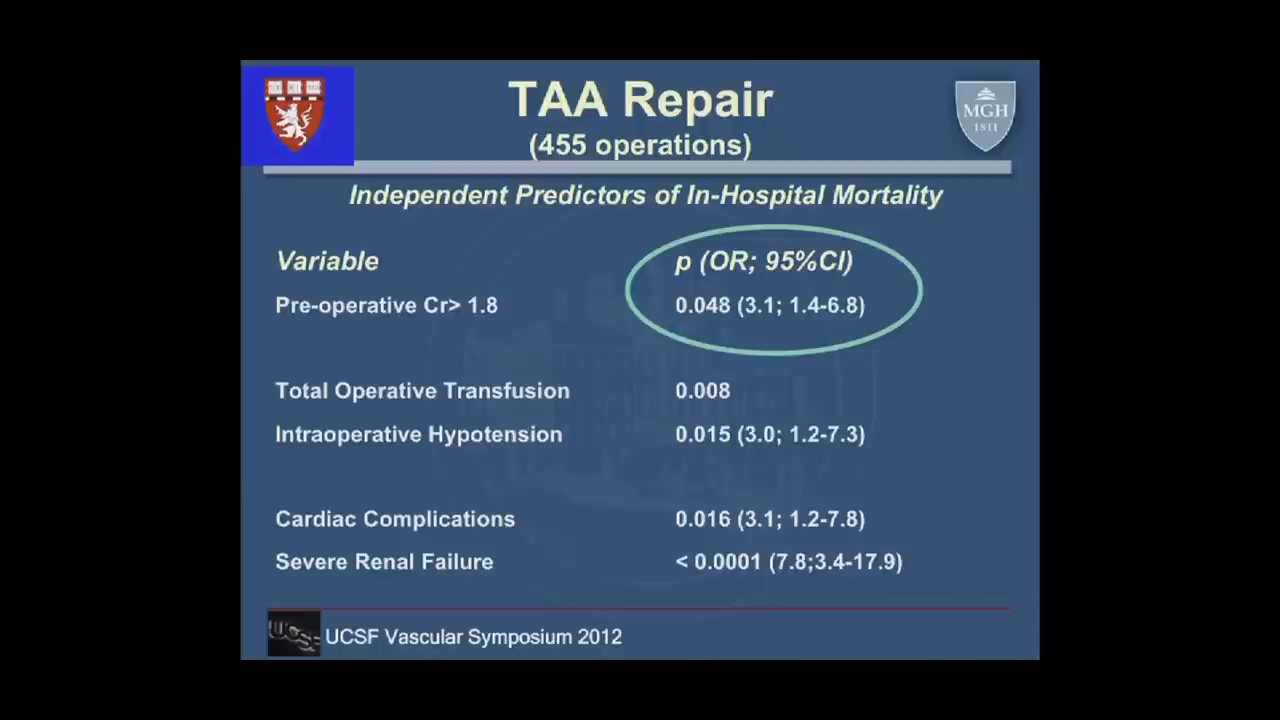 TAA Repair
(455 operations)
MGH
1811
Independent Predictors of In-Hospital Mortality
Variable p (OR; 95%CI)
Pre-operative Cr> 1.8 0.048 (3.1; 1.4-6.8)
Total Operative Transfusion 0.008
Intraoperative Hypotension 0.015 (3.0; 1.2-7.3)
Cardiac Complications 0.016 (3.1; 1.2-7.8)
Severe Renal Failure < 0.0001 (7.8;3.4-17.9)
UCSF UCSF Vascular Symposium 2012